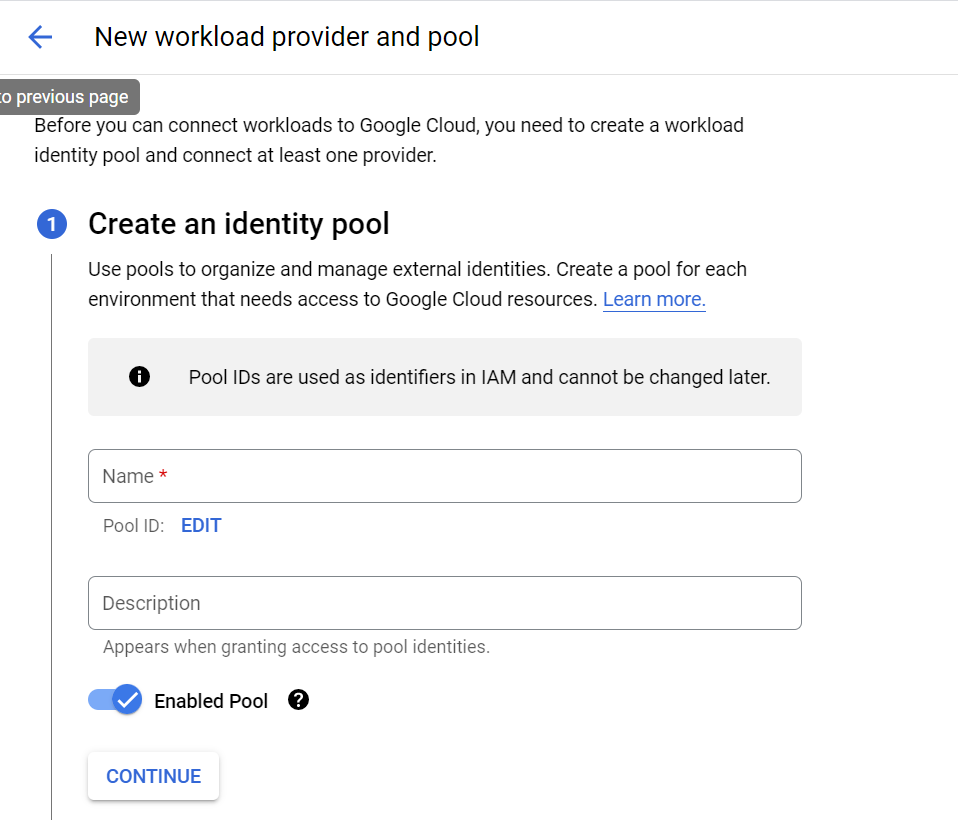 New workload provider and pool
to previous page
Before you can connect workloads to Google Cloud, you need to create a workload
identity pool and connect at least one provider.
1
Create an identity pool
Use pools to organize and manage external identities. Create a pool for each
environment that needs access to Google Cloud resources. Learn more.
Pool IDs are used as identifiers in IAM and cannot be changed later.
Name *
Pool ID: EDIT
Description
Appears when granting access to pool identities.
Enabled Pool
CONTINUE